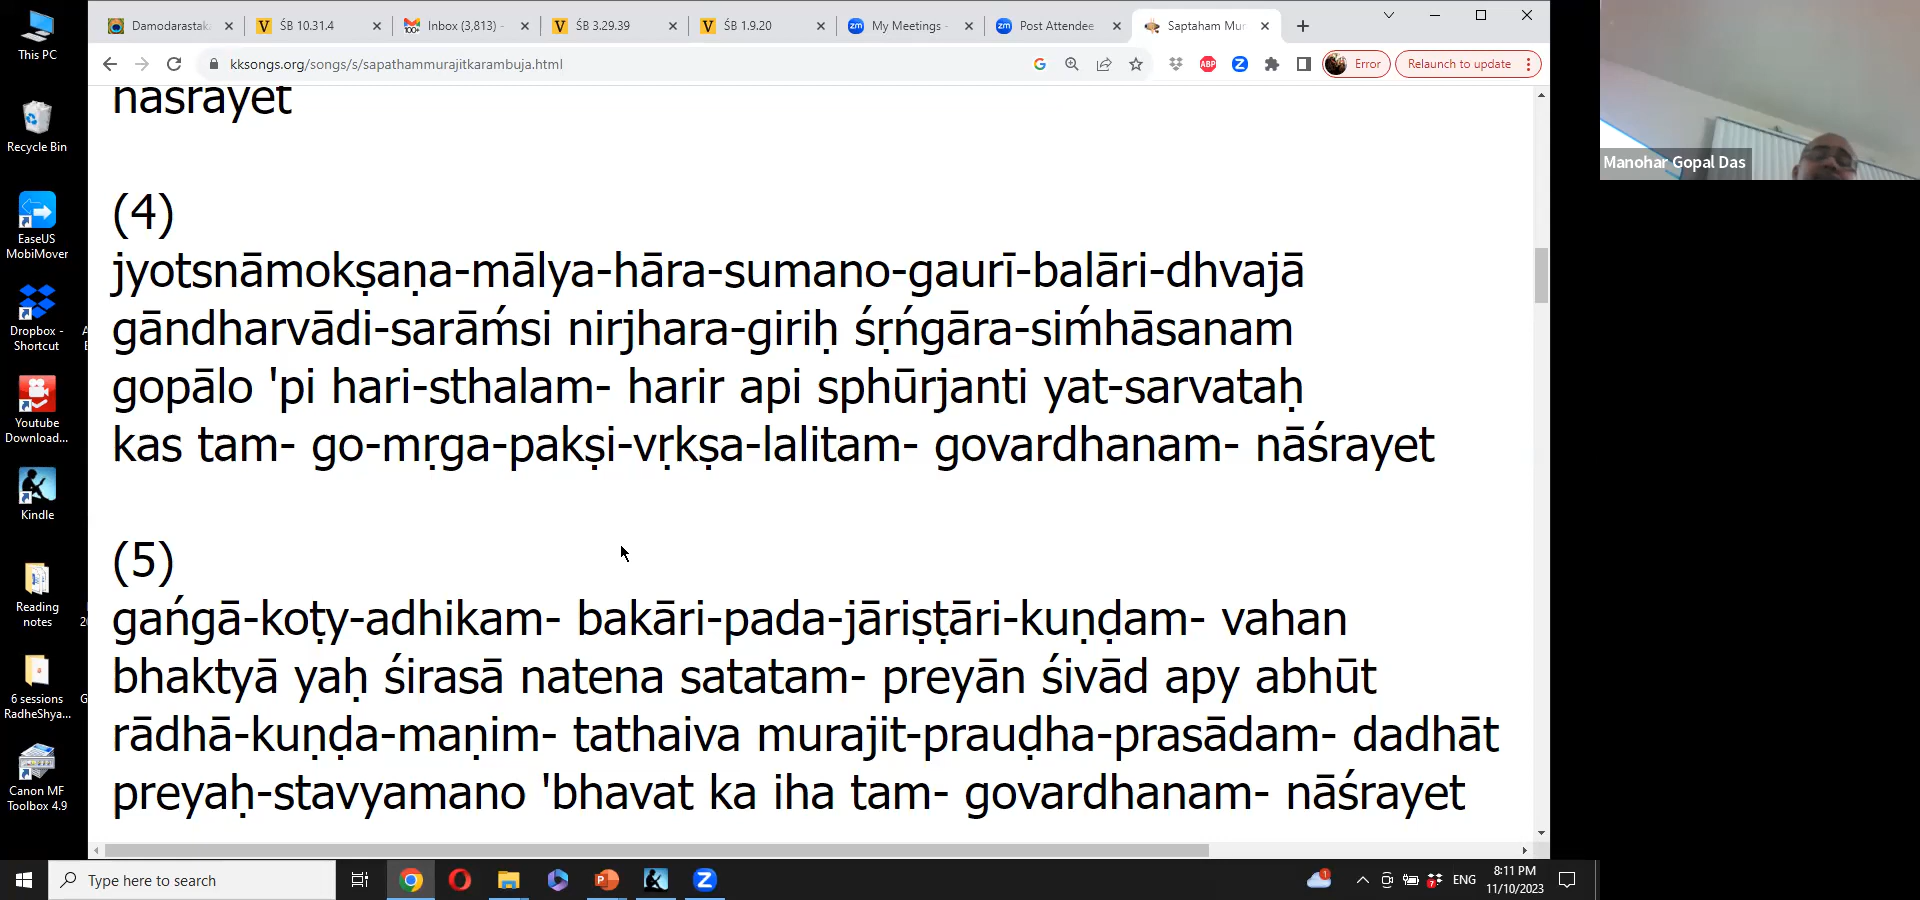 This PC
Damodarastak
ŚB 10.31.4
Inbox (3,813) -
ŚB 3.29.39
ŚB 1.9.20
My Meetings -
Post Attendee
Saptaham Mur
kksongs.org/songs/s/sapathammurajitkarambuja.html
Error
Relaunch to update
Recycle Bin
EaseUS
MobiMover
Dropbox -
Shortcut
Youtube
Download...
Kindle
Reading
notes
6 sessions
RadheShya...
Canon MF
Toolbox 4.9
nāśrayet
(4)
jyotsnāmokṣaṇa-mālya-hāra-sumano-gaurī-balāri-dhvajā
gāndharvādi-sarāḿsi nirjhara-giriḥ śṛńgāra-siḿhāsanam
gopālo 'pi hari-sthalam- harir api sphūrjanti yat-sarvataḥ
kas tam- go-mṛga-pakṣi-vṛkṣa-lalitam- govardhanam- nāśrayet
(5)
gańgā-koṭy-adhikam- bakāri-pada-jāriṣṭāri-kuṇḍam- vahan
bhaktyā yaḥ śirasā natena satatam- preyān śivād apy abhūt
rādhā-kuṇḍa-maṇim- tathaiva murajit-prauḍha-prasādam- dadhāt
preyaḥ-stavyamano 'bhavat ka iha tam- govardhanam- nāśrayet
Manohar Gopal Das
Type here to search
ENG
8:11 PM
11/10/2023